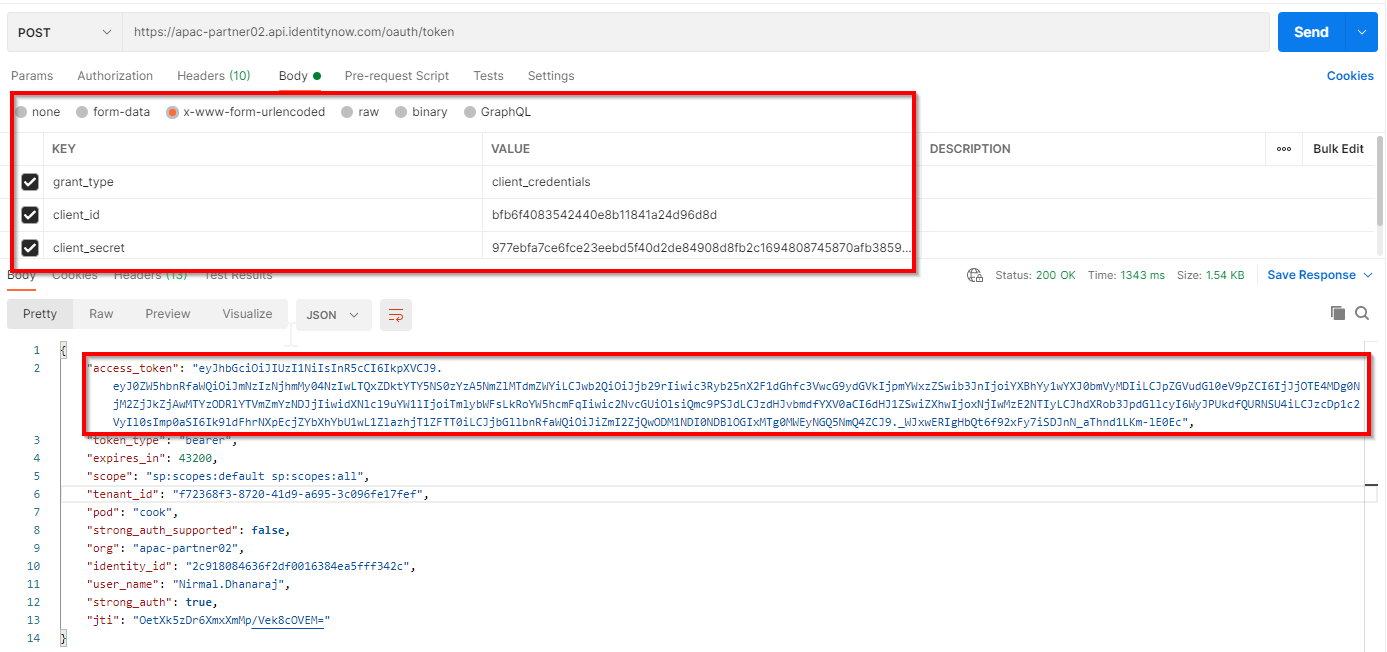 POST
https://apac-partner02.api.identitynow.com/oauth/token
Send
Params Authorization Headers (10) Body Pre-request Script Tests Settings Cookies
none form-data x-www-form-urlencoded raw binary GraphQL
KEY VALUE DESCRIPTION ooo Bulk Edit
grant_type client_credentials
client_id bfb6f4083542440e8b11841a24d96d8d
client_secret 977ebfa7ce6fce23eebd5f40d2de84908d8fb2c1694808745870afb3859...
Body Cookies Headers (13) Test Results Status: 200 OK Time: 1343 ms Size: 1.54 KB Save Response
Pretty Raw Preview Visualize JSON
1 {
2 "access_token": "eyJhbGciOiJIUzI1NiIsInR5cCI6IkpXVCJ9.
3 "token_type": "bearer",
4 "expires_in": 43200,
5 "scope": "sp:scopes:default sp:scopes:all",
6 "tenant_id": "f72368f3-8720-41d9-a695-3c096fe17fef",
7 "pod": "cook",
8 "strong_auth_supported": false,
9 "org": "apac-partner02",
10 "identity_id": "2c918084636f2df0016384ea5fff342c",
11 "user_name": "Nirmal.Dhanaraj",
12 "strong_auth": true,
13 "jti": "OetXk5zDr6XmxXmMp/Vek8cOVEM="
14 }